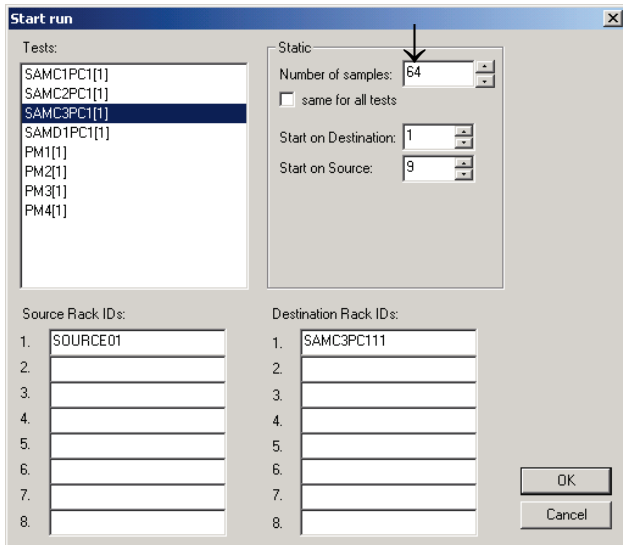 Start run
Tests:
SAMC1PC1[1]
SAMC2PC1[1]
SAMC3PC1[1]
SAMD1PC1[1]
PM1[1]
PM2[1]
PM3[1]
PM4[1]
Static
Number of samples: 64
same for all tests
Start on Destination: 1
Start on Source: 9
Source Rack IDs:
1. SOURCE01
2.
3.
4.
5.
6.
7.
8.
Destination Rack IDs:
1. SAMC3PC111
2.
3.
4.
5.
6.
7.
8.
OK
Cancel